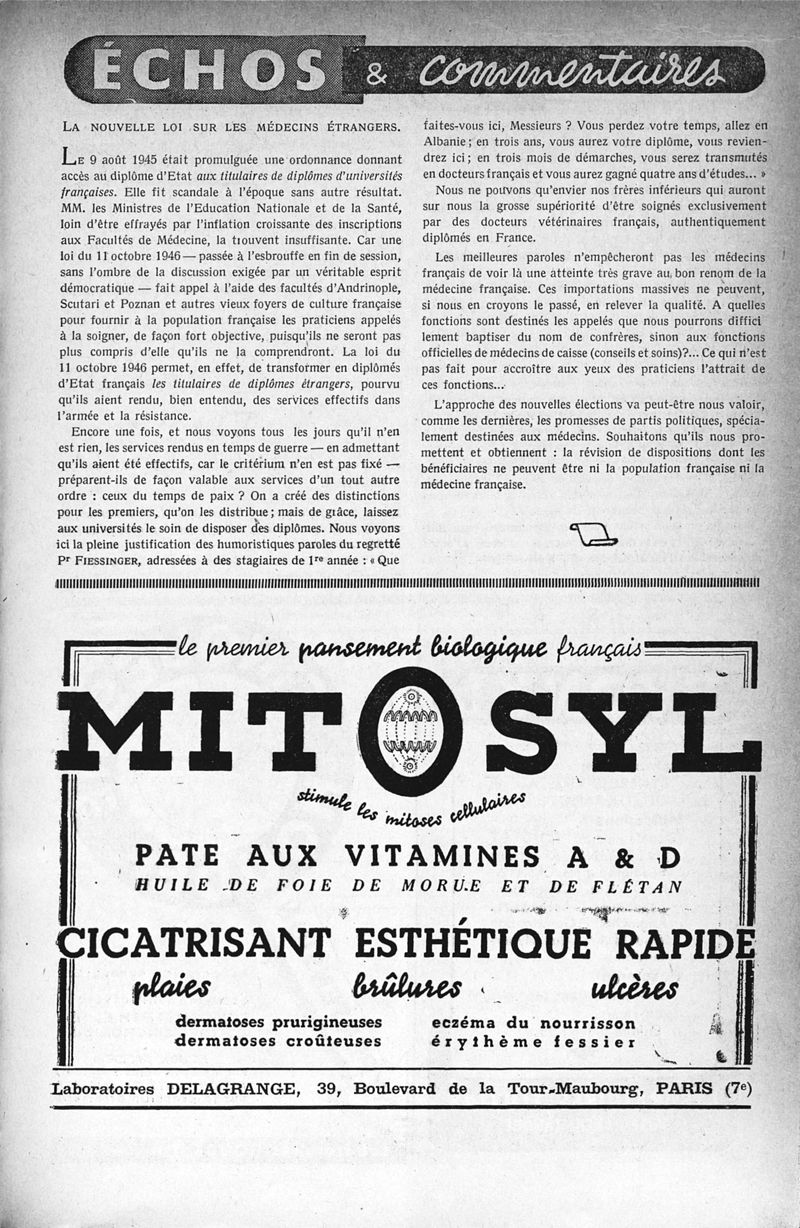 ÉCHOS & commentaires
LA NOUVELLE LOI SUR LES MÉDECINS ÉTRANGERS.
LE 9 août 1945 était promulguée une ordonnance donnant
accès au diplôme d'Etat aux titulaires de diplômes d'universités
françaises. Elle fit scandale à l'époque sans autre résultat.
MM. les Ministres de l'Education Nationale et de la Santé,
loin d'être effrayés par l'inflation croissante des inscriptions
aux Facultés de Médecine, la trouvent insuffisante. Car une
loi du 11 octobre 1946 — passée à l'esbrouffe en fin de session,
sans l'ombre de la discussion exigée par un véritable esprit
démocratique — fait appel à l'aide des facultés d'Andrinople,
Scutari et Poznan et autres vieux foyers de culture française
pour fournir à la population française les praticiens appelés
à la soigner, de façon fort objective, puisqu'ils ne seront pas
plus compris d'elle qu'ils ne la comprendront. La loi du
11 octobre 1946 permet, en effet, de transformer en diplômés
d'Etat français les titulaires de diplômes étrangers, pourvu
qu'ils aient rendu, bien entendu, des services effectifs dans
l'armée et la résistance.
Encore une fois, et nous voyons tous les jours qu'il n'en
est rien, les services rendus en temps de guerre — en admettant
qu'ils aient été effectifs, car le critérium n'en est pas fixé —
préparent-ils de façon valable aux services d'un tout autre
ordre : ceux du temps de paix ? On a créé des distinctions
pour les premiers, qu'on les distribue ; mais de grâce, laissez
aux universités le soin de disposer des diplômes. Nous voyons
ici la pleine justification des humoristiques paroles du regretté
Pr FIESSINGER, adressées à des stagiaires de 1re année : « Que
faites-vous ici, Messieurs ? Vous perdez votre temps, allez en
Albanie ; en trois ans, vous aurez votre diplôme, vous revien-
drez ici ; en trois mois de démarches, vous serez transmutés
en docteurs français et vous aurez gagné quatre ans d'études... »
Nous ne pouvons qu'envier nos frères inférieurs qui auront
sur nous la grosse supériorité d'être soignés exclusivement
par des docteurs vétérinaires français, authentiquement
diplômés en France.
Les meilleures paroles n'empêcheront pas les médecins
français de voir là une atteinte très grave au bon renom de la
médecine française. Ces importations massives ne peuvent,
si nous en croyons le passé, en relever la qualité. A quelles
fonctions sont destinés les appelés que nous pourrons diffici
lement baptiser du nom de confrères, sinon aux fonctions
officielles de médecins de caisse (conseils et soins)?... Ce qui n'est
pas fait pour accroître aux yeux des praticiens l'attrait de
ces fonctions...
L'approche des nouvelles élections va peut-être nous valoir,
comme les dernières, les promesses de partis politiques, spécia-
lement destinées aux médecins. Souhaitons qu'ils nous pro-
mettent et obtiennent : la révision de dispositions dont les
bénéficiaires ne peuvent être ni la population française ni la
médecine française.
le premier pansement biologique français
MITOSYL
stimule les mitoses cellulaires
PATE AUX VITAMINES A & D
HUILE DE FOIE DE MORUE ET DE FLÉTAN
CICATRISANT ESTHÉTIQUE RAPIDE
plaies brûlures ulcères
dermatoses prurigineuses eczéma du nourrisson
dermatoses croûteuses érythème fessier
Laboratoires DELAGRANGE, 39, Boulevard de la Tour-Maubourg, PARIS (7e)